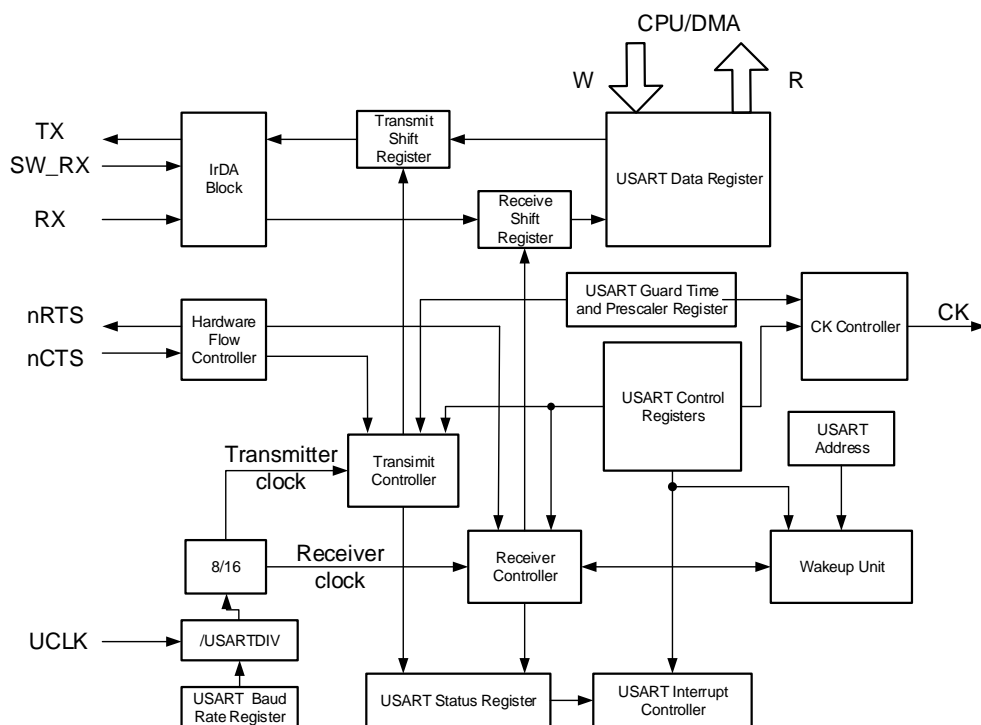 CPU/DMA
W
R
TX
SW_RX
RX
IrDA
Block
Transmit
Shift
Register
Receive
Shift
Register
USART Data Register
nRTS
nCTS
Hardware
Flow
Controller
USART Guard Time
and Prescaler Register
CK Controller
CK
USART Control
Registers
USART
Address
Transmitter
clock
Transimit
Controller
8/16
Receiver
clock
Receiver
Controller
Wakeup Unit
UCLK
/USARTDIV
USART Baud
Rate Register
USART Status Register
USART Interrupt
Controller